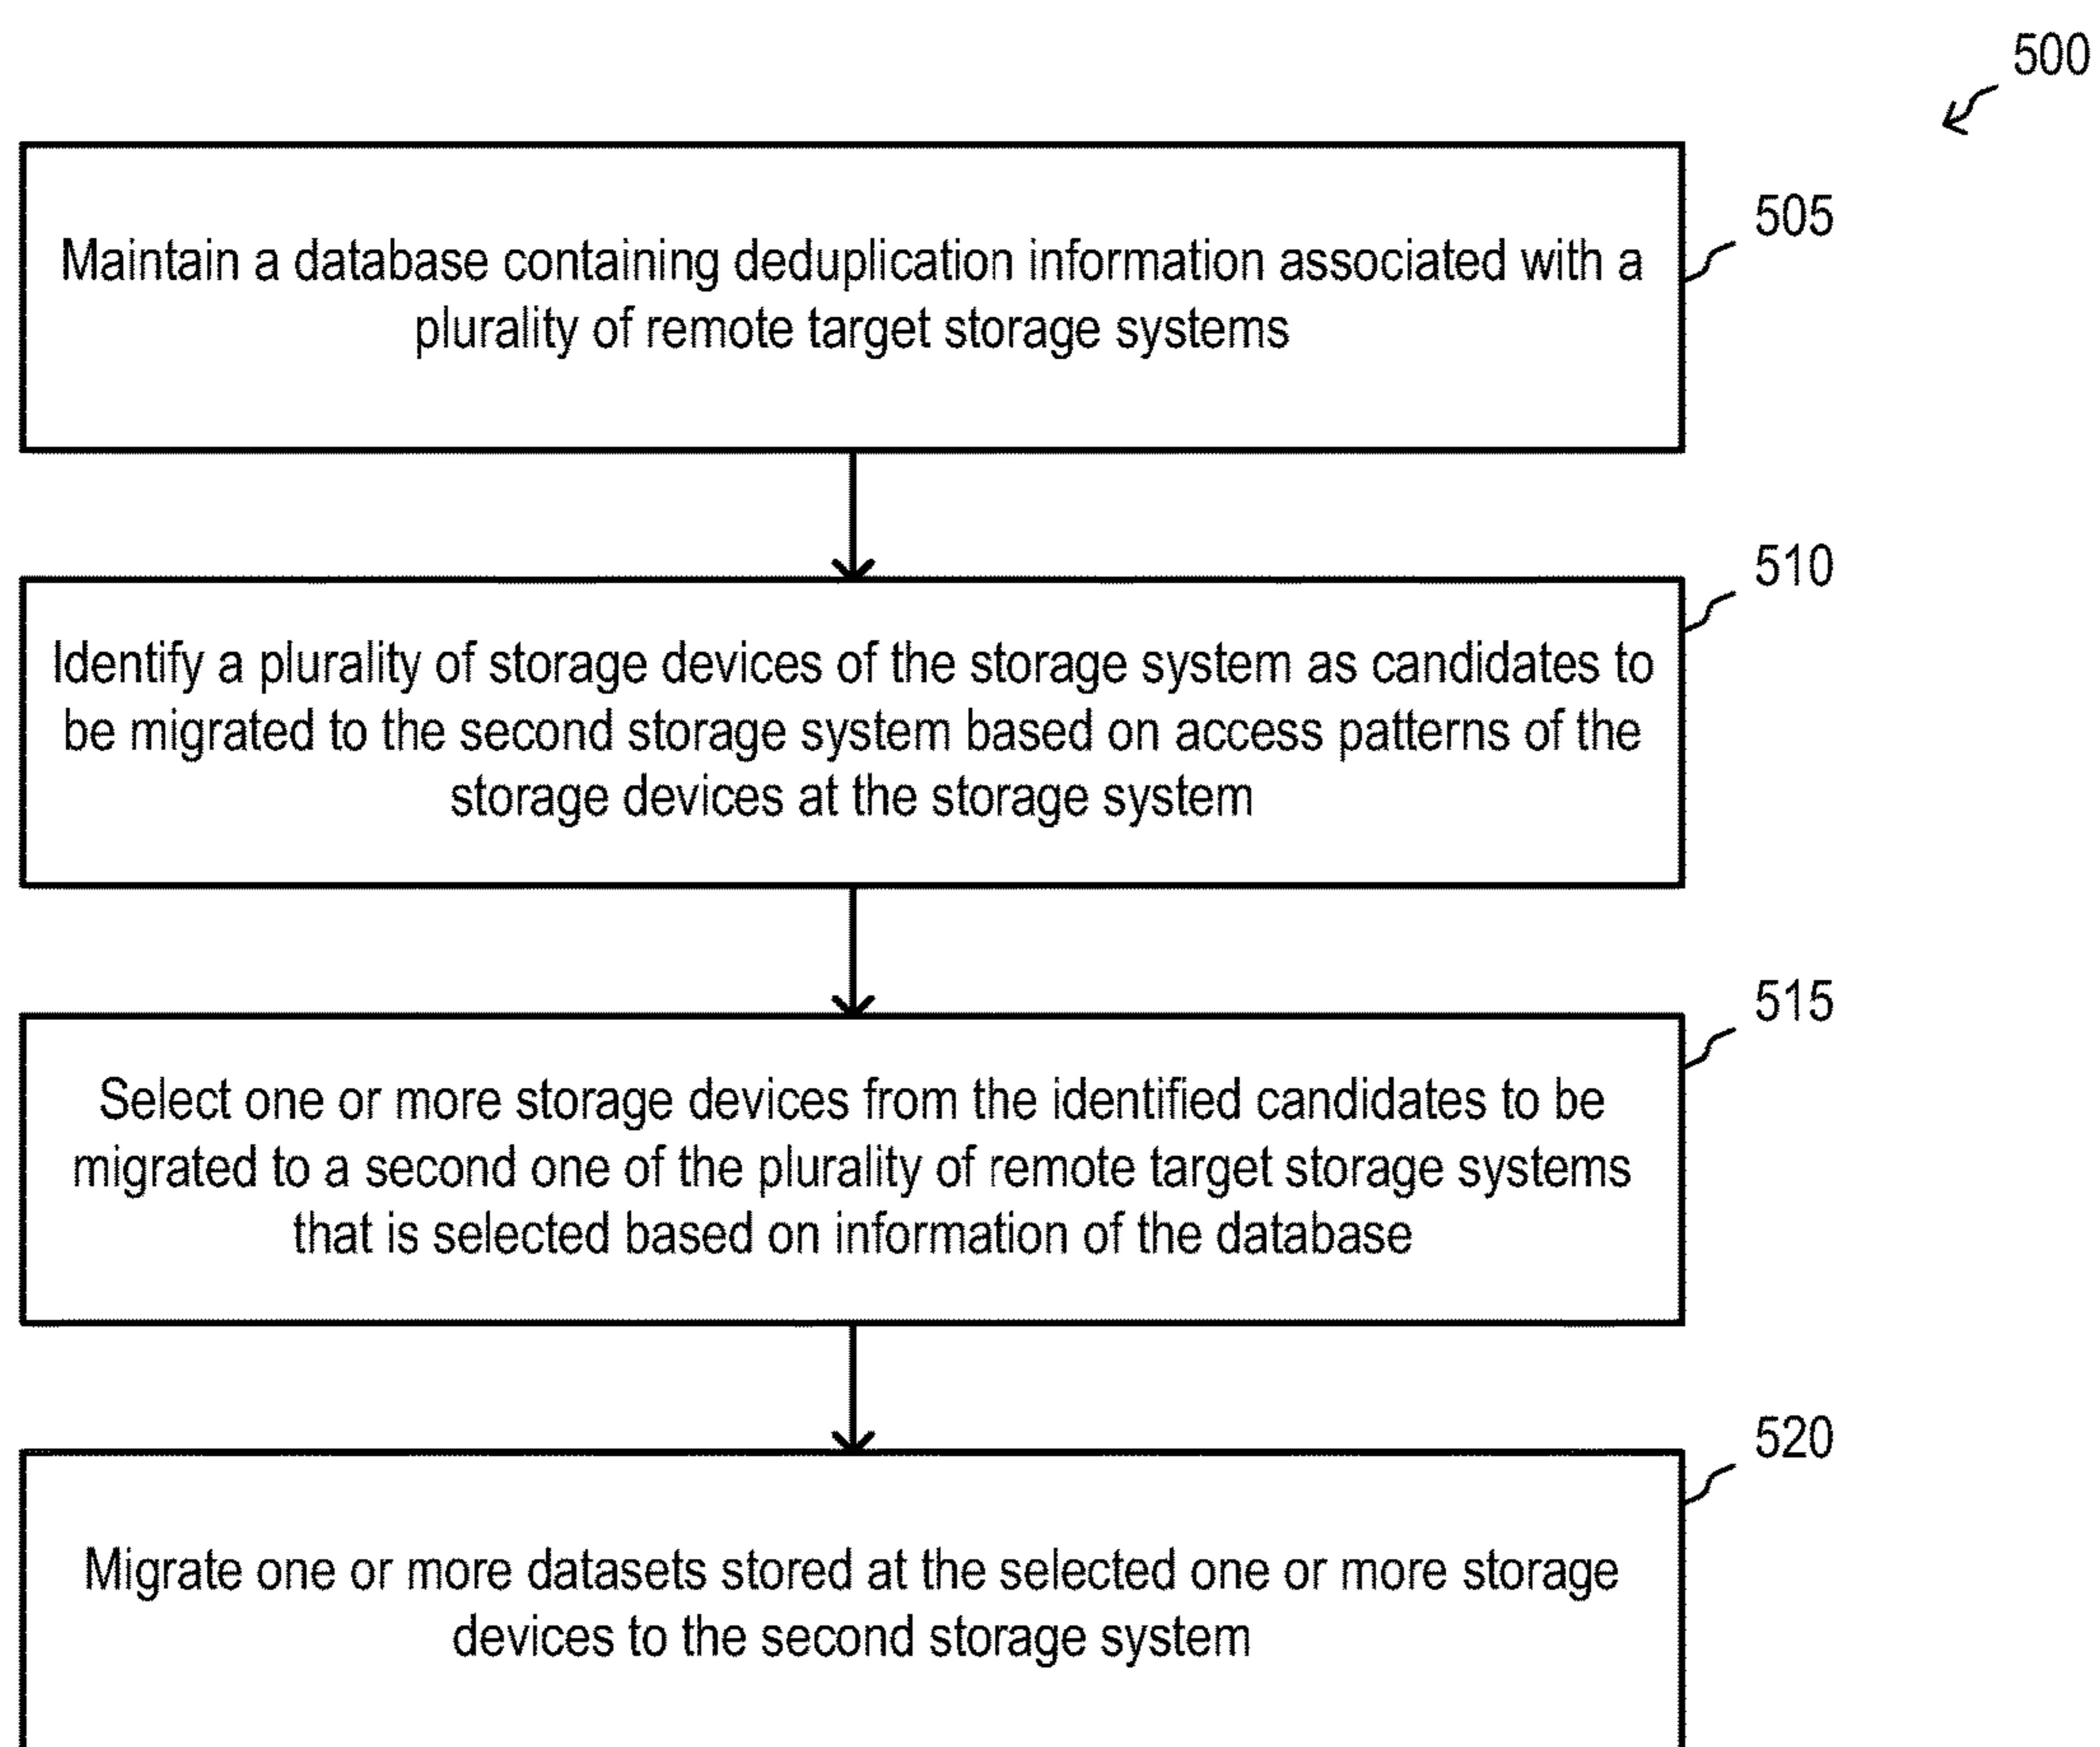 500
505
Maintain a database containing deduplication information associated with a
plurality of remote target storage systems
510
Identify a plurality of storage devices of the storage system as candidates to
be migrated to the second storage system based on access patterns of the
storage devices at the storage system
515
Select one or more storage devices from the identified candidates to be
migrated to a second one of the plurality of remote target storage systems
that is selected based on information of the database
520
Migrate one or more datasets stored at the selected one or more storage
devices to the second storage system